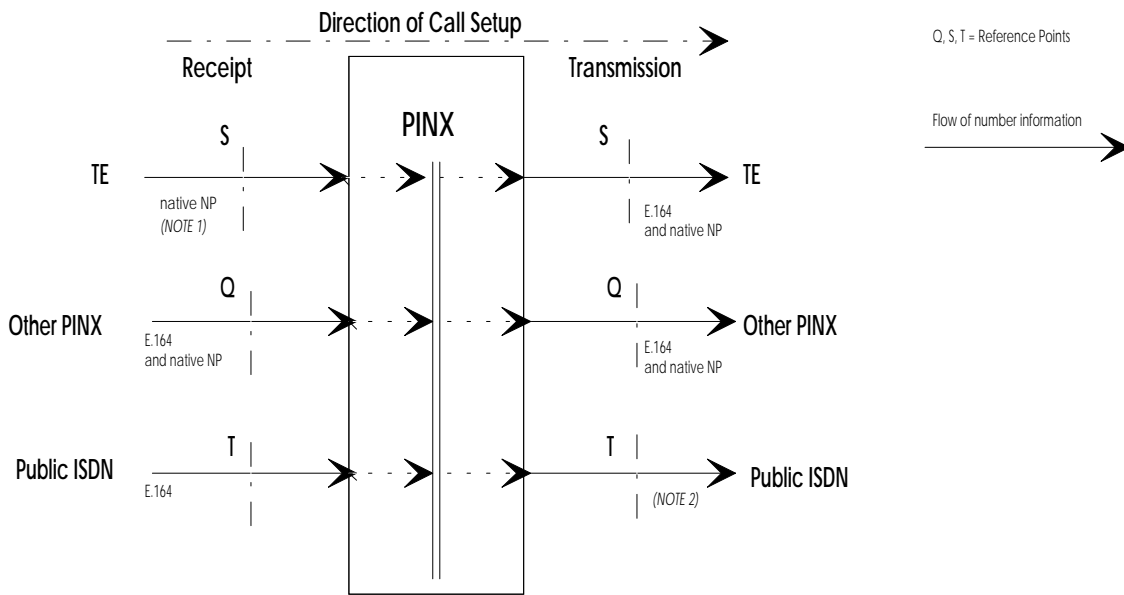 Direction of Call Setup
Receipt
Transmission
Q, S, T = Reference Points
Flow of number information
PINX
TE
S
native NP
(NOTE 1)
S
TE
E.164
and native NP
Other PINX
Q
E.164
and native NP
Q
Other PINX
E.164
and native NP
Public ISDN
T
E.164
T
Public ISDN
(NOTE 2)